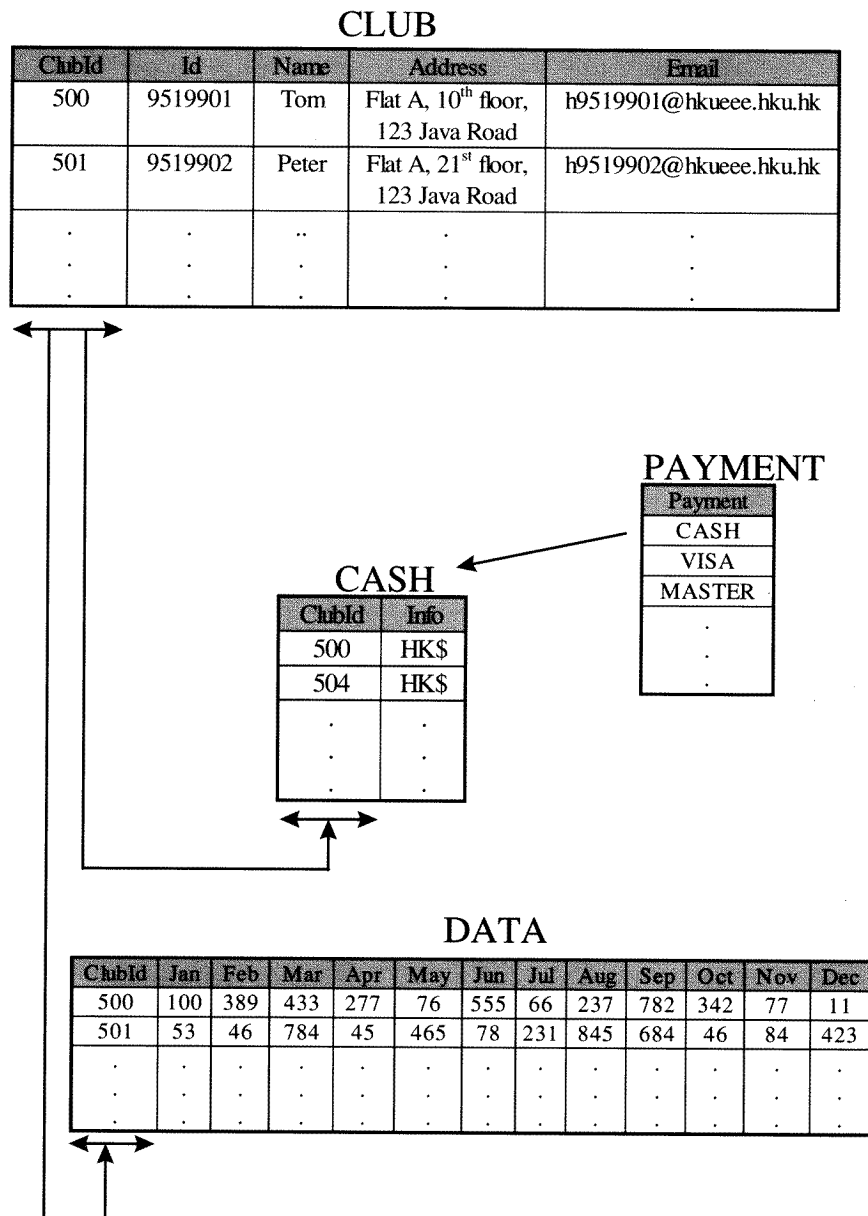 CLUB
ClubId Id Name Address Email
500 9519901 Tom Flat A, 10th floor, h9519901@hkueee.hku.hk
123 Java Road
501 9519902 Peter Flat A, 21st floor, h9519902@hkueee.hku.hk
123 Java Road
. . .. . .
. . . . .
. . . . .
PAYMENT
Payment
CASH
VISA
MASTER
.
.
.
CASH
ClubId Info
500 HK$
504 HK$
. .
. .
. .
DATA
ClubId Jan Feb Mar Apr May Jun Jul Aug Sep Oct Nov Dec
500 100 389 433 277 76 555 66 237 782 342 77 11
501 53 46 784 45 465 78 231 845 684 46 84 423
. . . . . . . . . . . . .
. . . . . . . . . . . . .
. . . . . . . . . . . . .